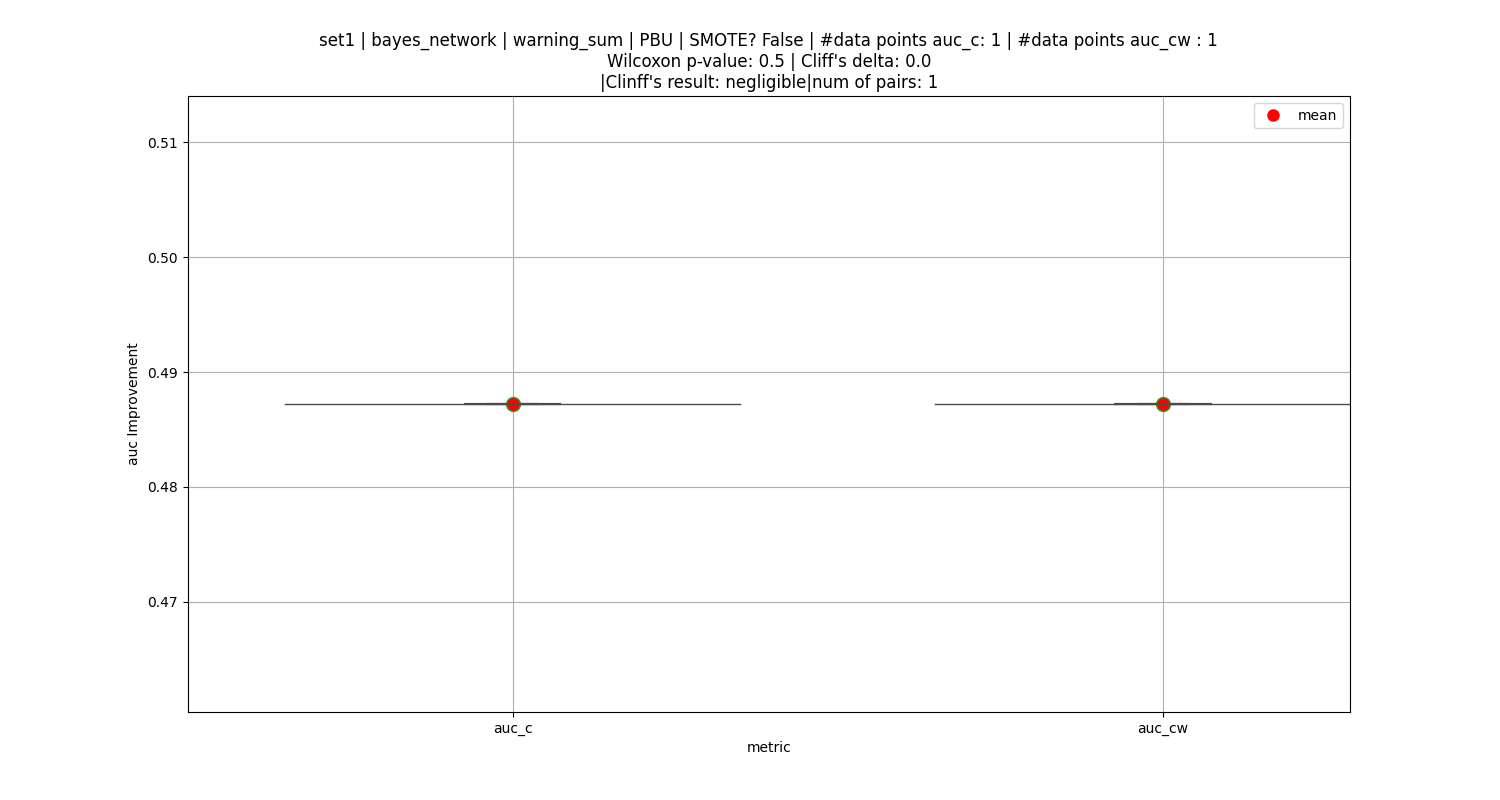 set1 | bayes_network | warning_sum | PBU | SMOTE? False | #data points auc_c: 1 | #data points auc_cw : 1
Wilcoxon p-value: 0.5 | Cliff's delta: 0.0
|Clinff's result: negligible|num of pairs: 1
mean
0.51
0.50
0.49
0.48
0.47
auc Improvement
auc_c
auc_cw
metric